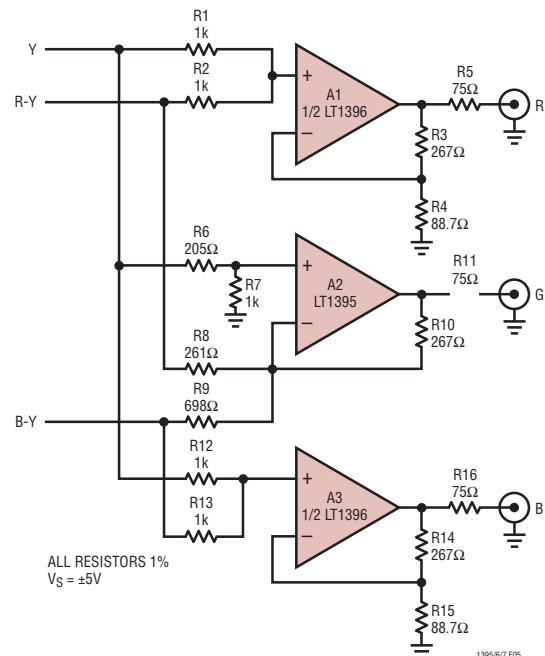 R1
1k
Y
R2
1k
R-Y
+
A1
1/2 LT1396
–
R5
75Ω
R
R3
267Ω
R4
88.7Ω
R6
205Ω
R7
1k
+
A2
LT1395
–
R11
75Ω
G
R10
267Ω
R8
261Ω
R9
698Ω
B-Y
R12
1k
R13
1k
+
A3
1/2 LT1396
–
R16
75Ω
B
R14
267Ω
R15
88.7Ω
ALL RESISTORS 1%
VS = ±5V
1395/6/7 F05